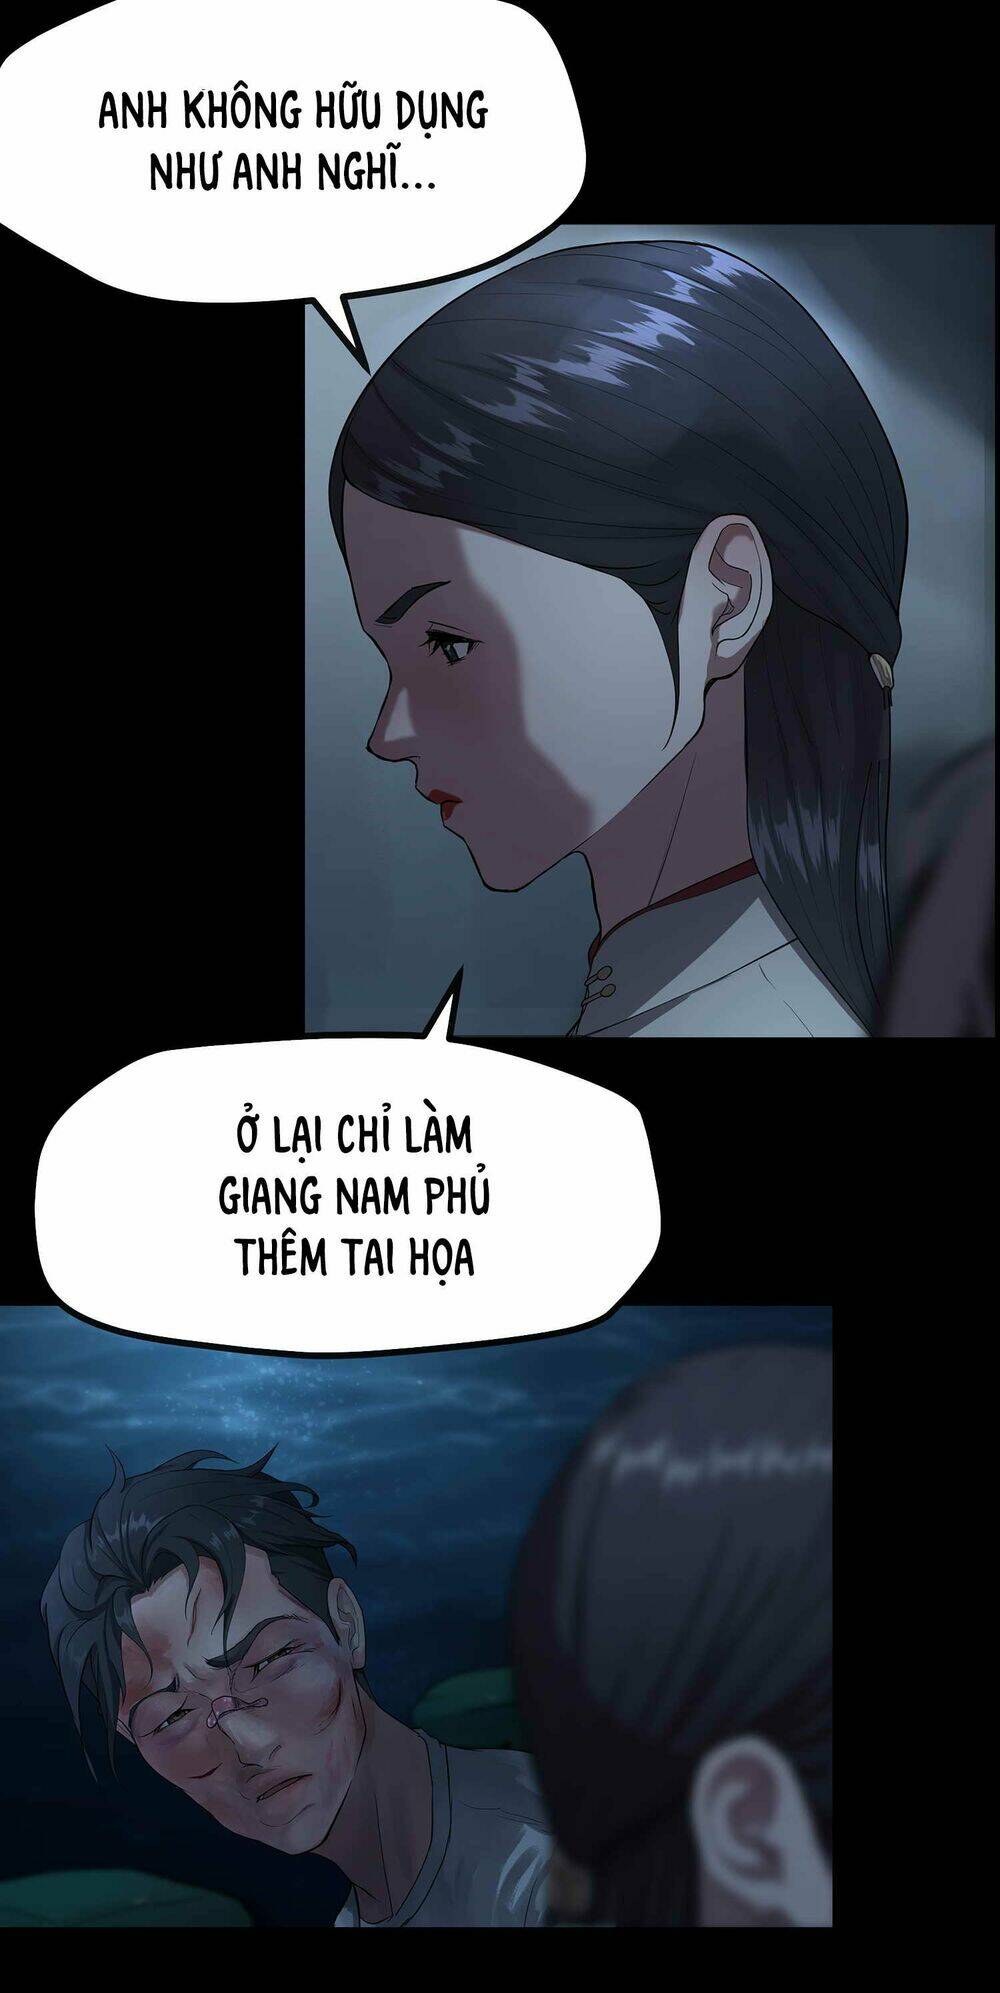 ANH KHÔNG HỮU DỤNG
NHƯ ANH NGHĨ...
Ở LẠI CHỈ LÀM
GIANG NAM PHỦ
THÊM TAI HỌA